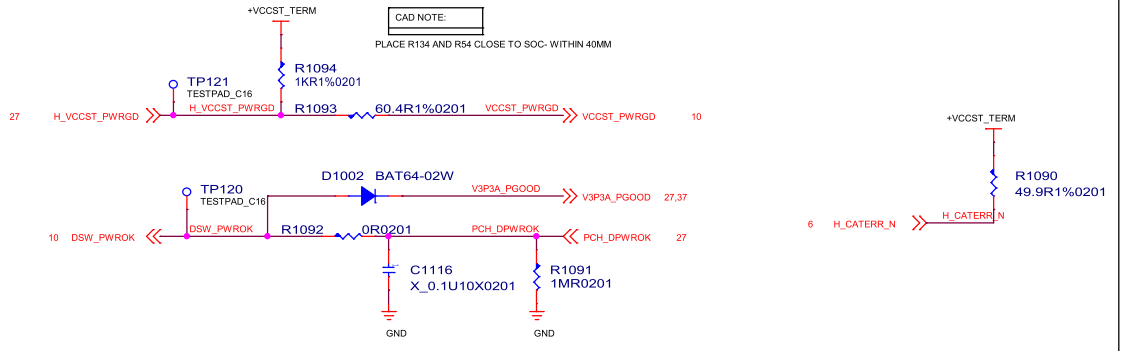 +VCCST_TERM
CAD NOTE:
PLACE R134 AND R54 CLOSE TO SOC- WITHIN 40MM
R1094
1KR1%0201
TP121
TESTPAD_C16
27 H_VCCST_PWRGD H_VCCST_PWRGD R1093 60.4R1%0201 VCCST_PWRGD VCCST_PWRGD 10
D1002 BAT64-02W
V3P3A_PGOOD V3P3A_PGOOD 27,37
TP120
TESTPAD_C16
10 DSW_PWROK DSW_PWROK R1092 0R0201 PCH_DPWROK PCH_DPWROK 27
C1116
X_0.1U10X0201
R1091
1MR0201
GND
GND
+VCCST_TERM
R1090
49.9R1%0201
6 H_CATERR_N H_CATERR_N